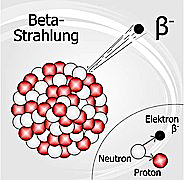 Beta-
Strahlung
β⁻
Elektron
β⁻
Neutron
Proton